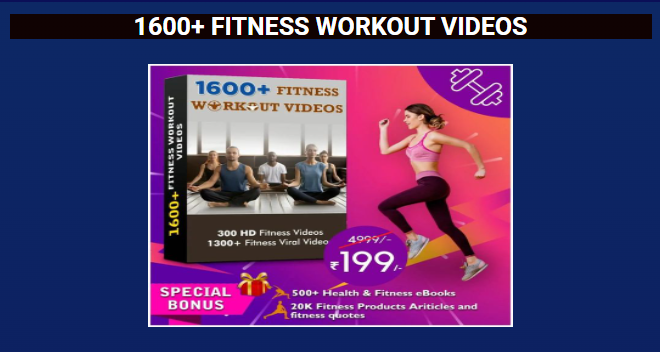 1600+ FITNESS WORKOUT VIDEOS
1600+ FITNESS
WORKOUT VIDEOS
1600+ FITNESS WORKOUT
VIDEOS
300 HD Fitness Videos
1300+ Fitness Viral Video
4999/-
₹199/-
SPECIAL
BONUS
500+ Health & Fitness eBooks
20K Fitness Products Ariticles and
fitness quotes